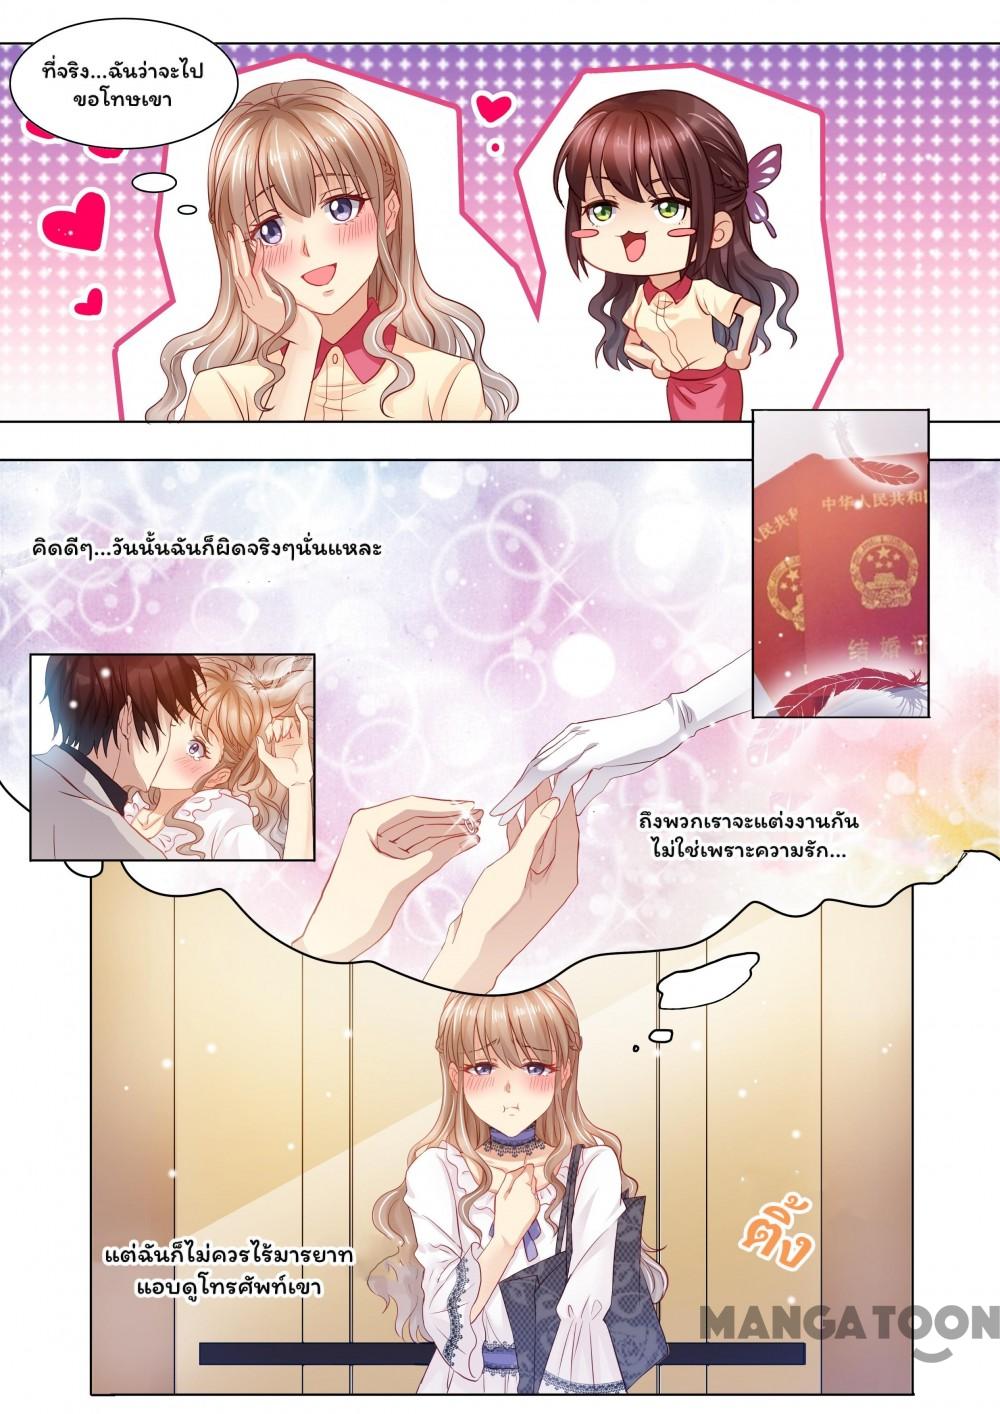 ที่จริง...ฉันว่าจะไป
ขอโทษเขา
中华人民共和
人民共和
结婚证
คิดดีๆ...วันนั้นฉันก็ผิดจริงๆนั่นแหละ
ถึงพวกเราจะแต่งงานกัน
ไม่ใช่เพราะความรัก...
ติ้ง
แต่ฉันก็ไม่ควรไร้มารยาท
แอบดูโทรศัพท์เขา
MANGATOON